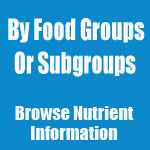 By Food Groups
Or Subgroups
Browse Nutrient
Information